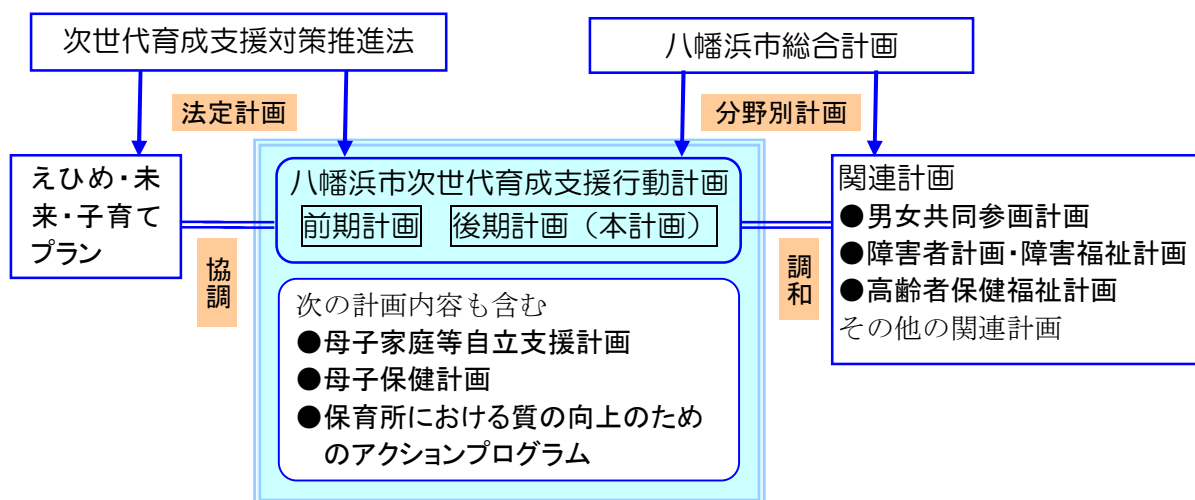 次世代育成支援対策推進法
八幡浜市総合計画
法定計画
分野別計画
えひめ・未
来・子育て
プラン
八幡浜市次世代育成支援行動計画
前期計画
後期計画（本計画）
協調
調和
関連計画
●男女共同参画計画
●障害者計画・障害福祉計画
●高齢者保健福祉計画
その他の関連計画
次の計画内容も含む
●母子家庭等自立支援計画
●母子保健計画
●保育所における質の向上のため
のアクションプログラム